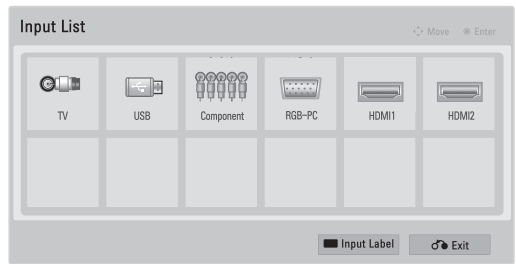 Input List
Move Enter
TV USB Component RGB-PC HDMI1 HDMI2
Input Label Exit